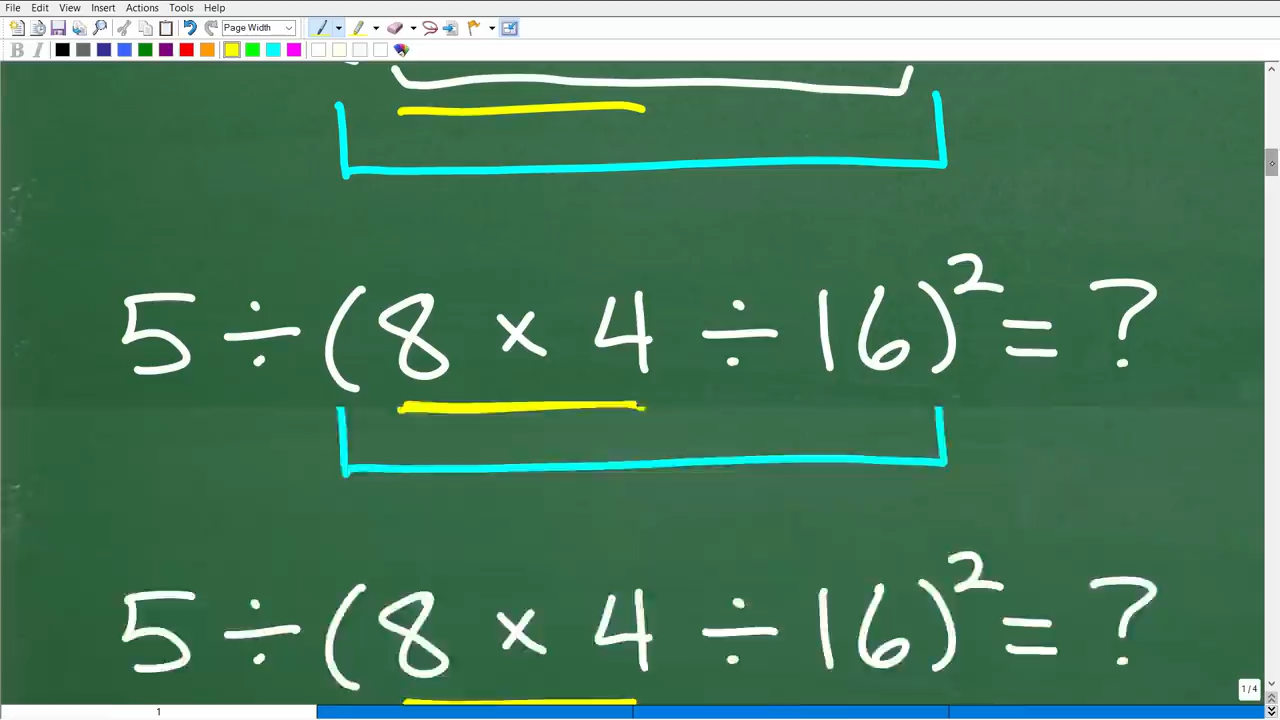 File Edit View Insert Actions Tools Help
Page Width
B I
5 ÷ (8 × 4 ÷ 16)² = ?
5 ÷ (8 × 4 ÷ 16)² = ?
1/4
1